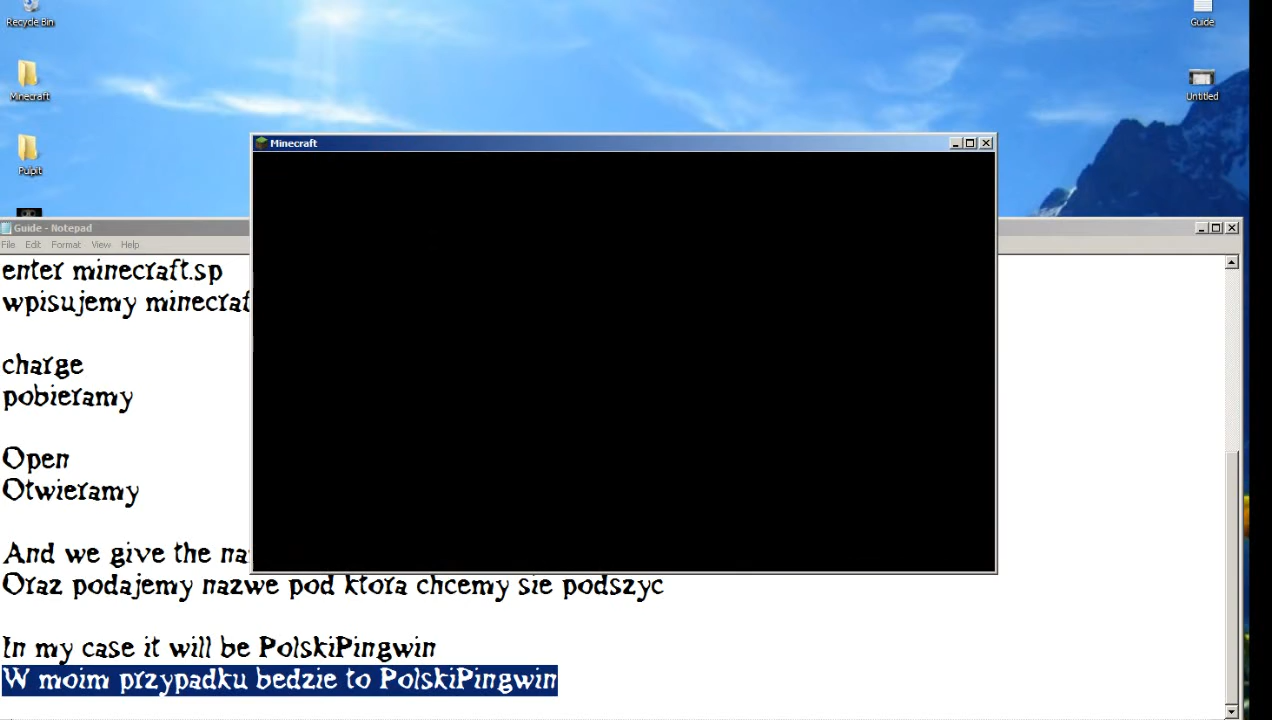 Recycle Bin
Guide
Minecraft
Untitled
Pulpit
Minecraft
Guide - Notepad
File Edit Format View Help
enter minecraft.sp
wpisujemy minecraf
charge
pobieramy
Open
Otwieramy
And we give the na
Oraz podajemy nazwe pod ktora chcemy sie podszyc
In my case it will be PolskiPingwin
W moim przypadku bedzie to PolskiPingwin